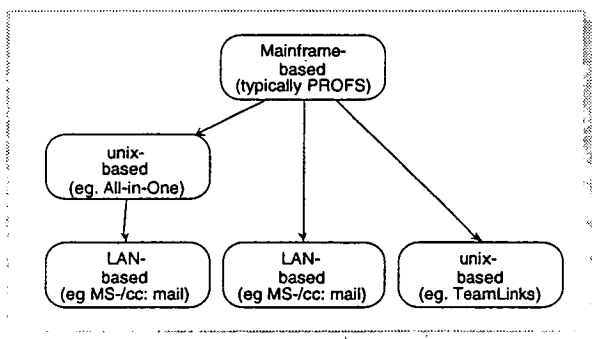 Mainframe-
based
(typically PROFS)
unix-
based
(eg. All-in-One)
LAN-
based
(eg MS-/cc: mail)
LAN-
based
(eg MS-/cc: mail)
unix-
based
(eg. TeamLinks)